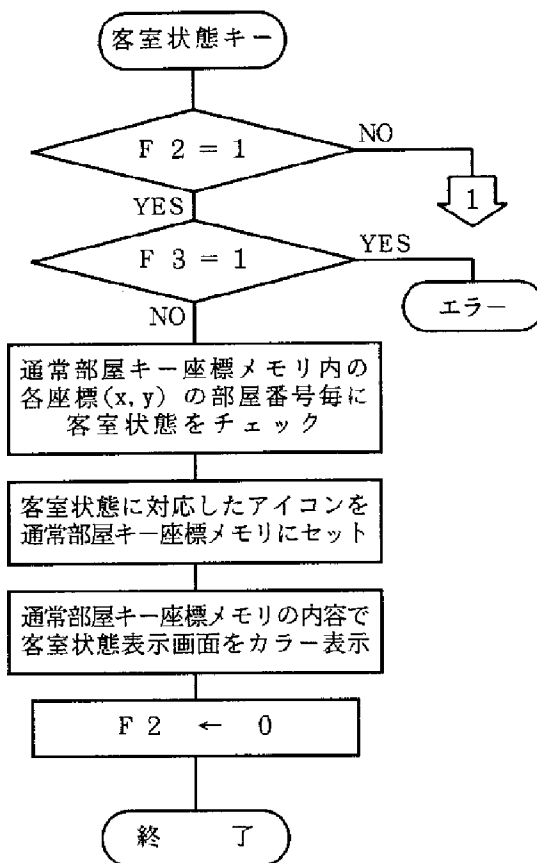 客室状態キー
F 2 = 1
NO
1
YES
F 3 = 1
YES
エラー
NO
通常部屋キー座標メモリ内の
各座標(x, y) の部屋番号毎に
客室状態をチェック
客室状態に対応したアイコンを
通常部屋キー座標メモリにセット
通常部屋キー座標メモリの内容で
客室状態表示画面をカラー表示
F 2 ← 0
終 了